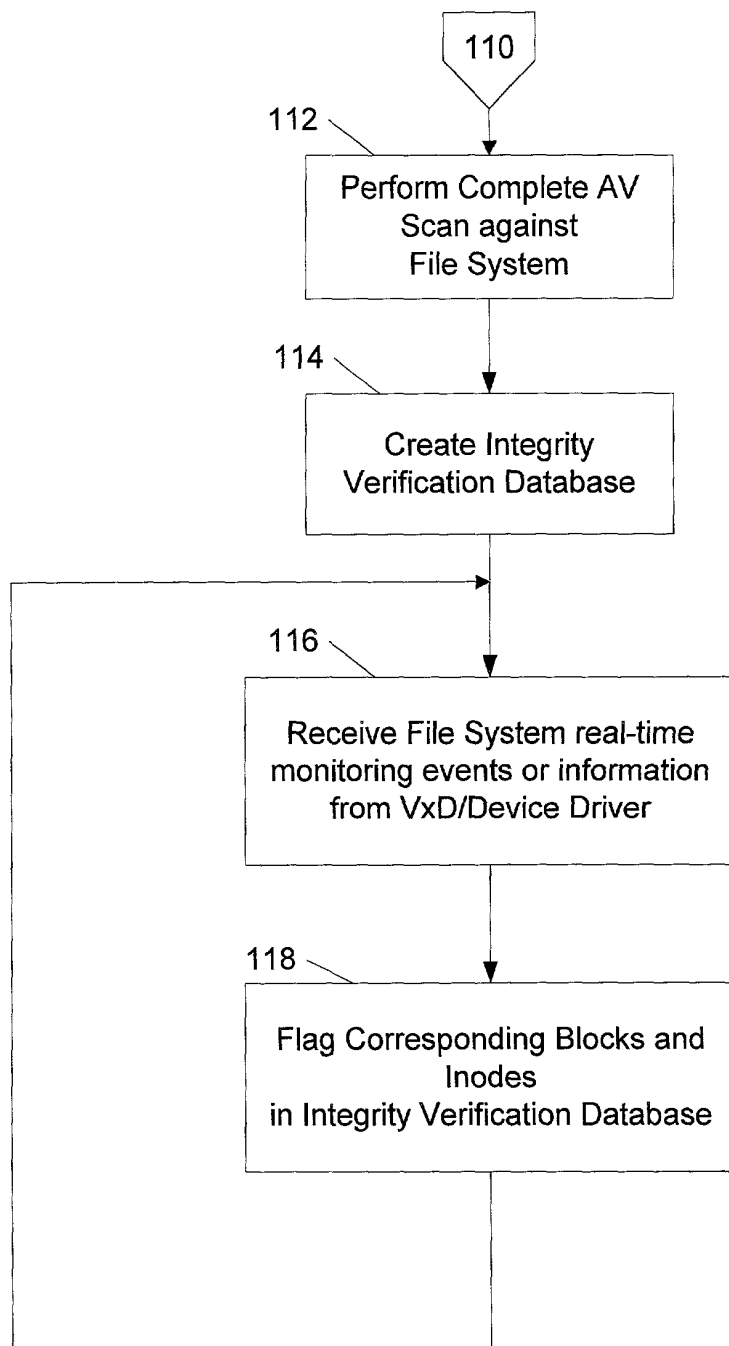 110
112
Perform Complete AV
Scan against
File System
114
Create Integrity
Verification Database
116
Receive File System real-time
monitoring events or information
from VxD/Device Driver
118
Flag Corresponding Blocks and
Inodes
in Integrity Verification Database